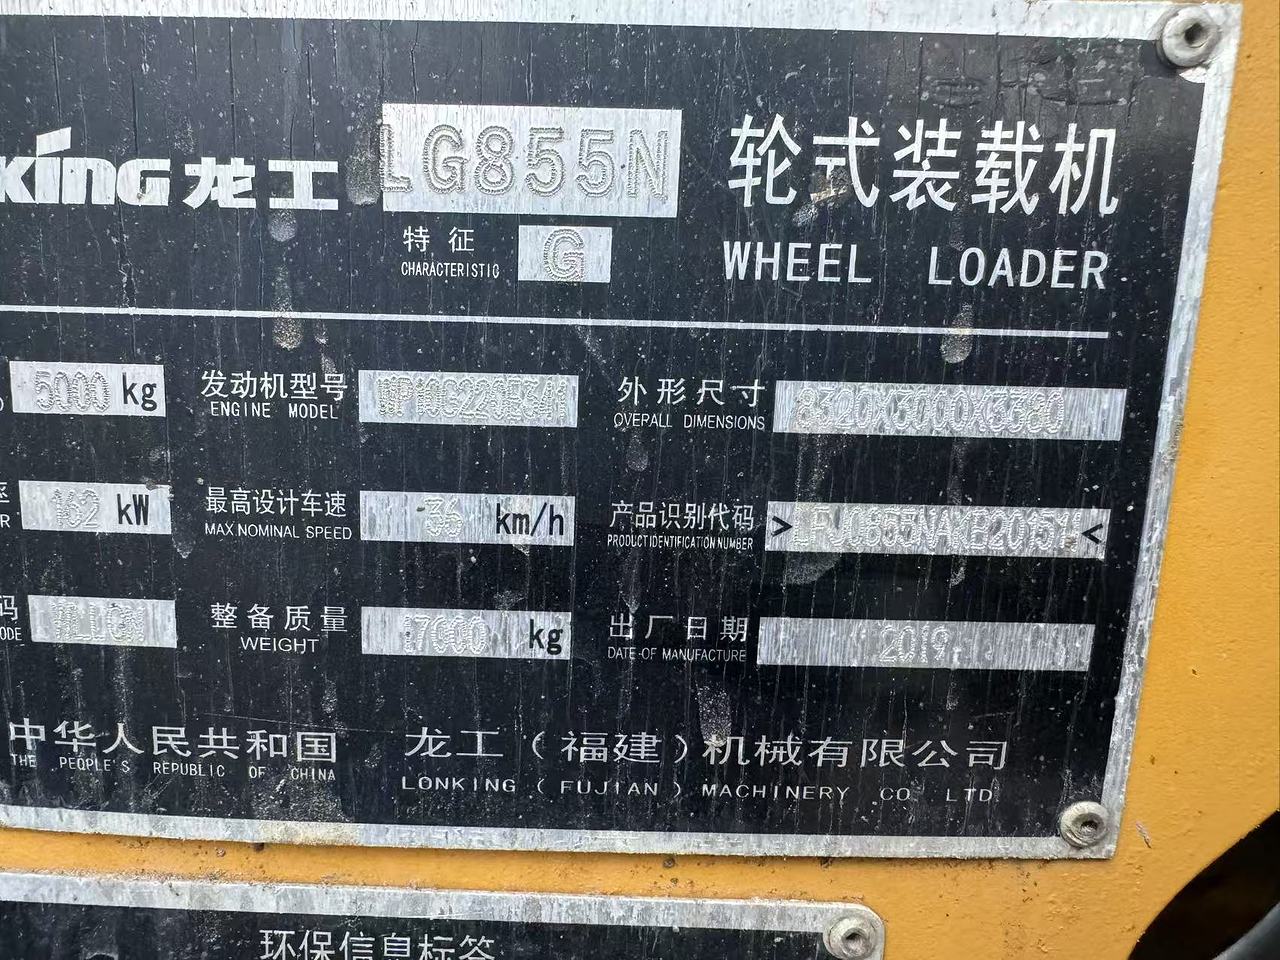 king 龙工 LG855N 轮式装载机
特征 G
CHARACTERISTIC
WHEEL LOADER
5000 kg 发动机型号 WP10G220E341 外形尺寸 8320X3000X3380
ENGINE MODEL OVERALL DIMENSIONS
162 kW 最高设计车速 36 km/h 产品识别代码
MAX.NOMINAL SPEED PRODUCT IDENTIFICATION NUMBER
码 整备质量 17000 kg 出厂日期 2019
ODE WEIGHT DATE OF MANUFACTURE
中华人民共和国 龙工（福建）机械有限公司
THE PEOPLE'S REPUBLIC OF CHINA LONKING ( FUJIAN ) MACHINERY CO LTD
环保信息标签